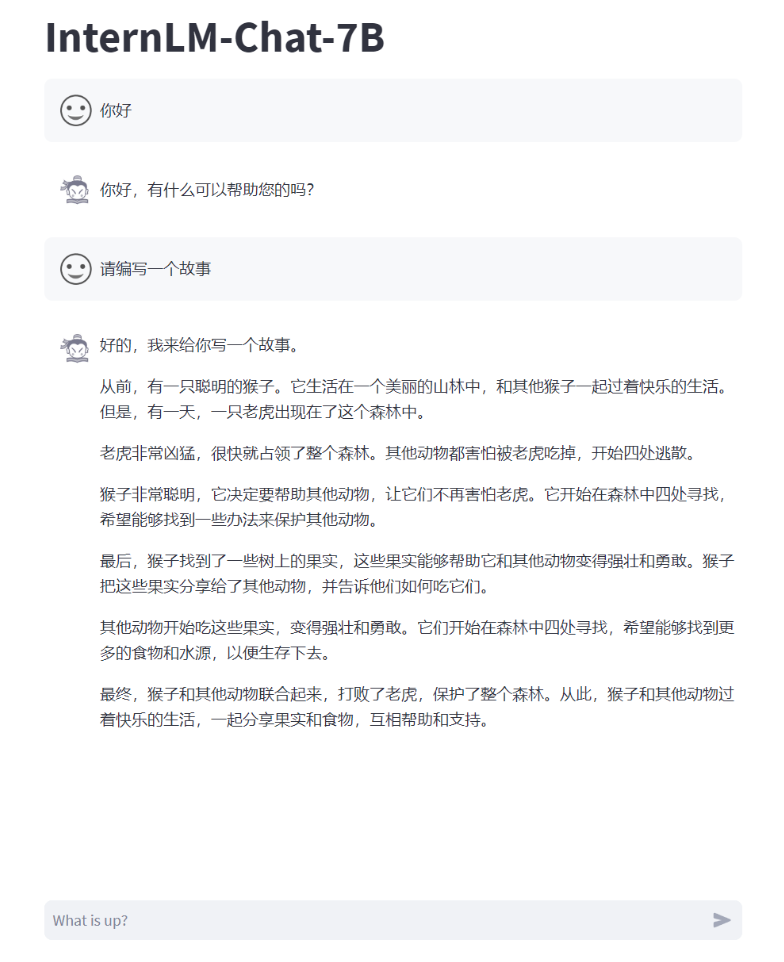 InternLM-Chat-7B
你好
你好，有什么可以帮助您的吗?
请编写一个故事
好的，我来给你写一个故事。
从前，有一只聪明的猴子。它生活在一个美丽的山林中，和其他猴子一起过着快乐的生活。
但是，有一天，一只老虎出现在了这个森林中。
老虎非常凶猛，很快就占领了整个森林。其他动物都害怕被老虎吃掉，开始四处逃散。
猴子非常聪明，它决定要帮助其他动物，让它们不再害怕老虎。它开始在森林中四处寻找，
希望能够找到一些办法来保护其他动物。
最后，猴子找到了一些树上的果实，这些果实能够帮助它和其他动物变得强壮和勇敢。猴子
把这些果实分享给了其他动物，并告诉他们如何吃它们。
其他动物开始吃这些果实，变得强壮和勇敢。它们开始在森林中四处寻找，希望能够找到更
多的食物和水源，以便生存下去。
最终，猴子和其他动物联合起来，打败了老虎，保护了整个森林。从此，猴子和其他动物过
着快乐的生活，一起分享果实和食物，互相帮助和支持。
What is up?